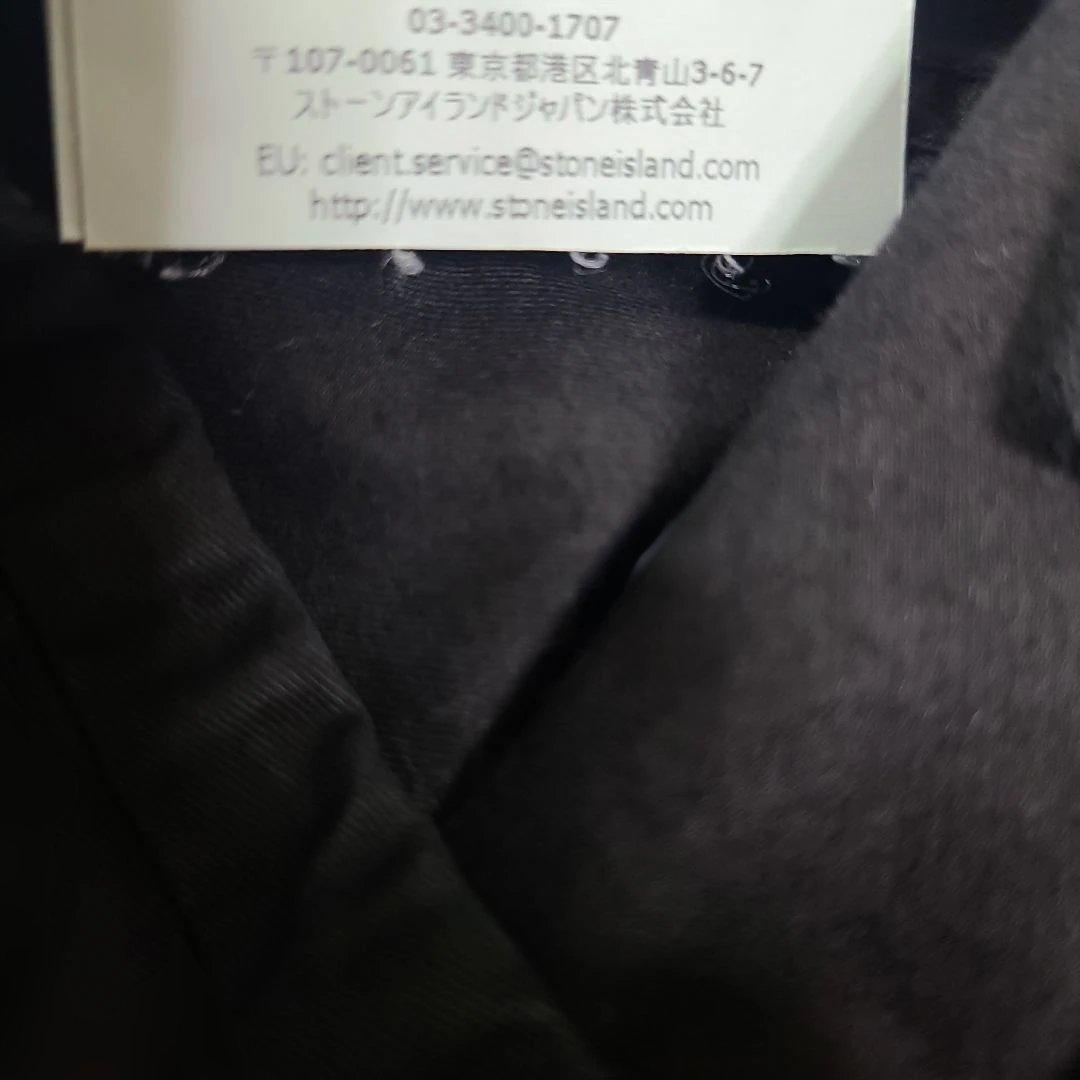 03-3400-1707
〒107-0061 東京都港区北青山3-6-7
ストーンアイランドジャパン株式会社
EU: client.service@stoneisland.com
http://www.stoneisland.com